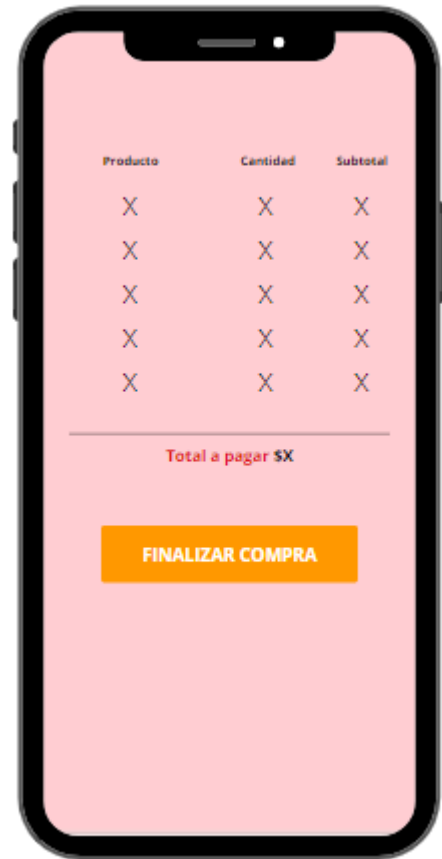 Producto Cantidad Subtotal
X X X
X X X
X X X
X X X
X X X
Total a pagar $X
FINALIZAR COMPRA